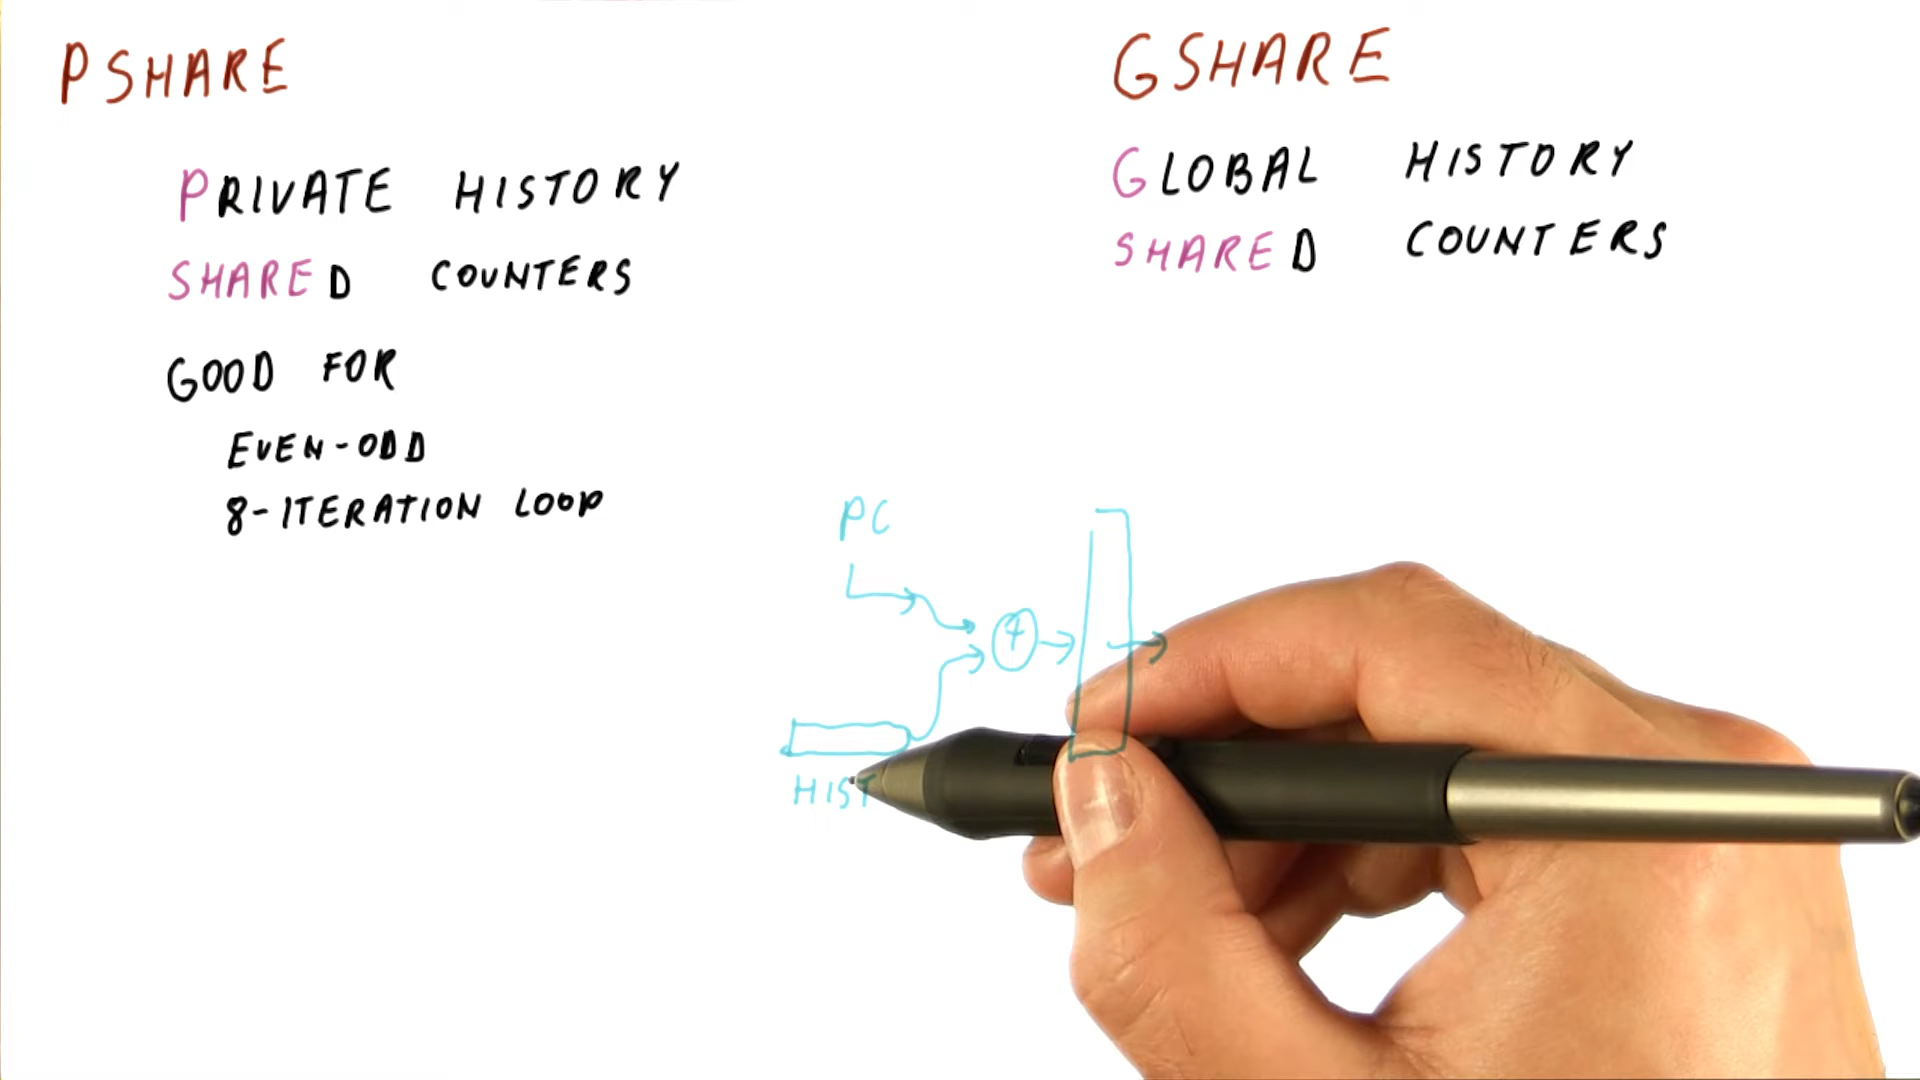 PSHARE
PRIVATE HISTORY
SHARED COUNTERS
GOOD FOR
EVEN-ODD
8-ITERATION LOOP
GSHARE
GLOBAL HISTORY
SHARED COUNTERS
PC
+
HIST